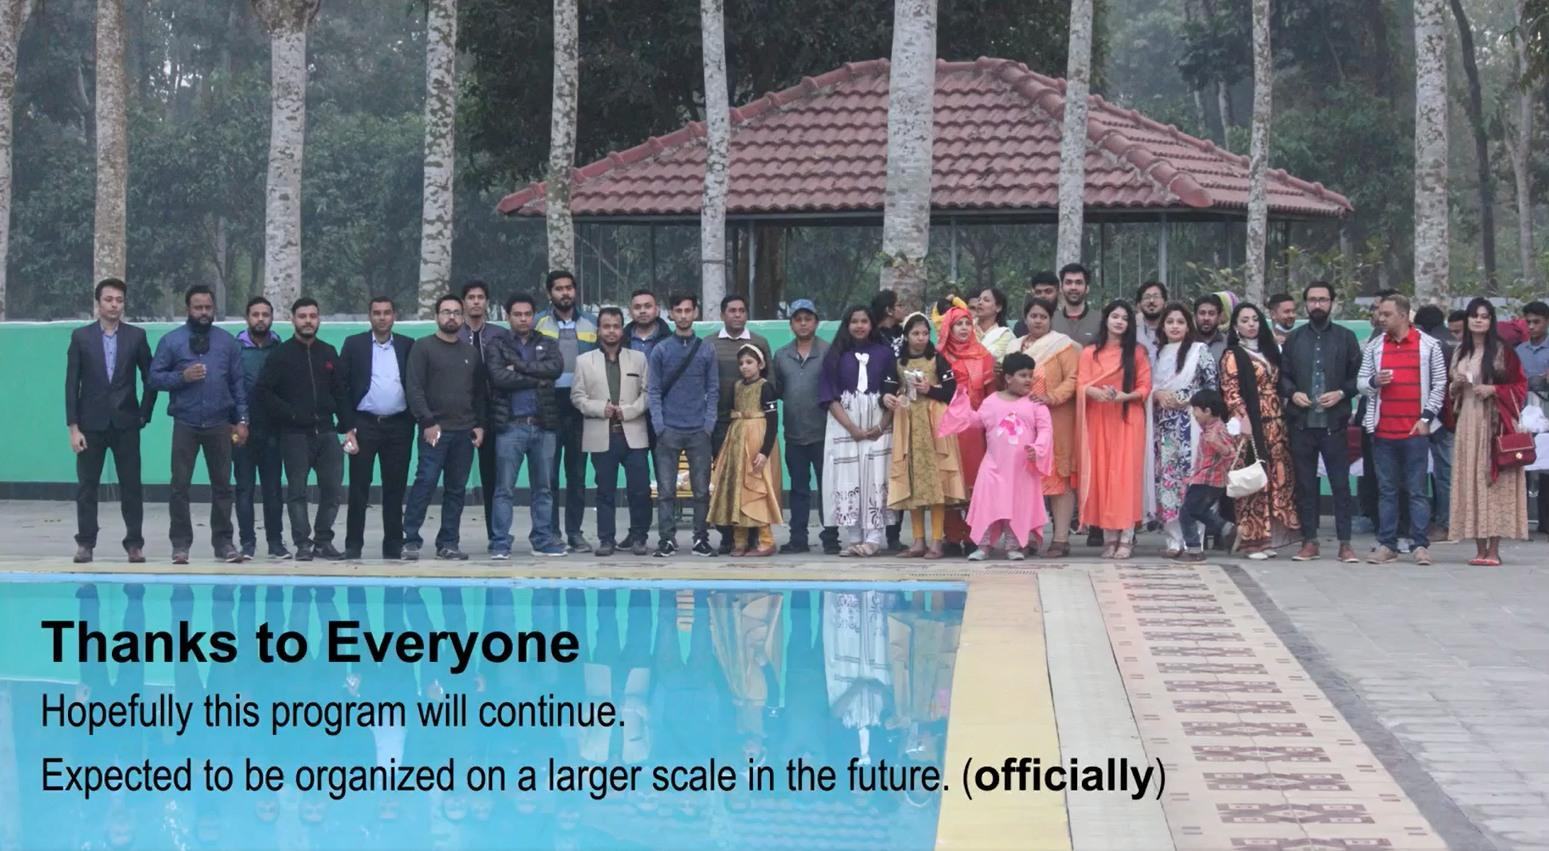 Thanks to Everyone
Hopefully this program will continue.
Expected to be organized on a larger scale in the future. (officially)